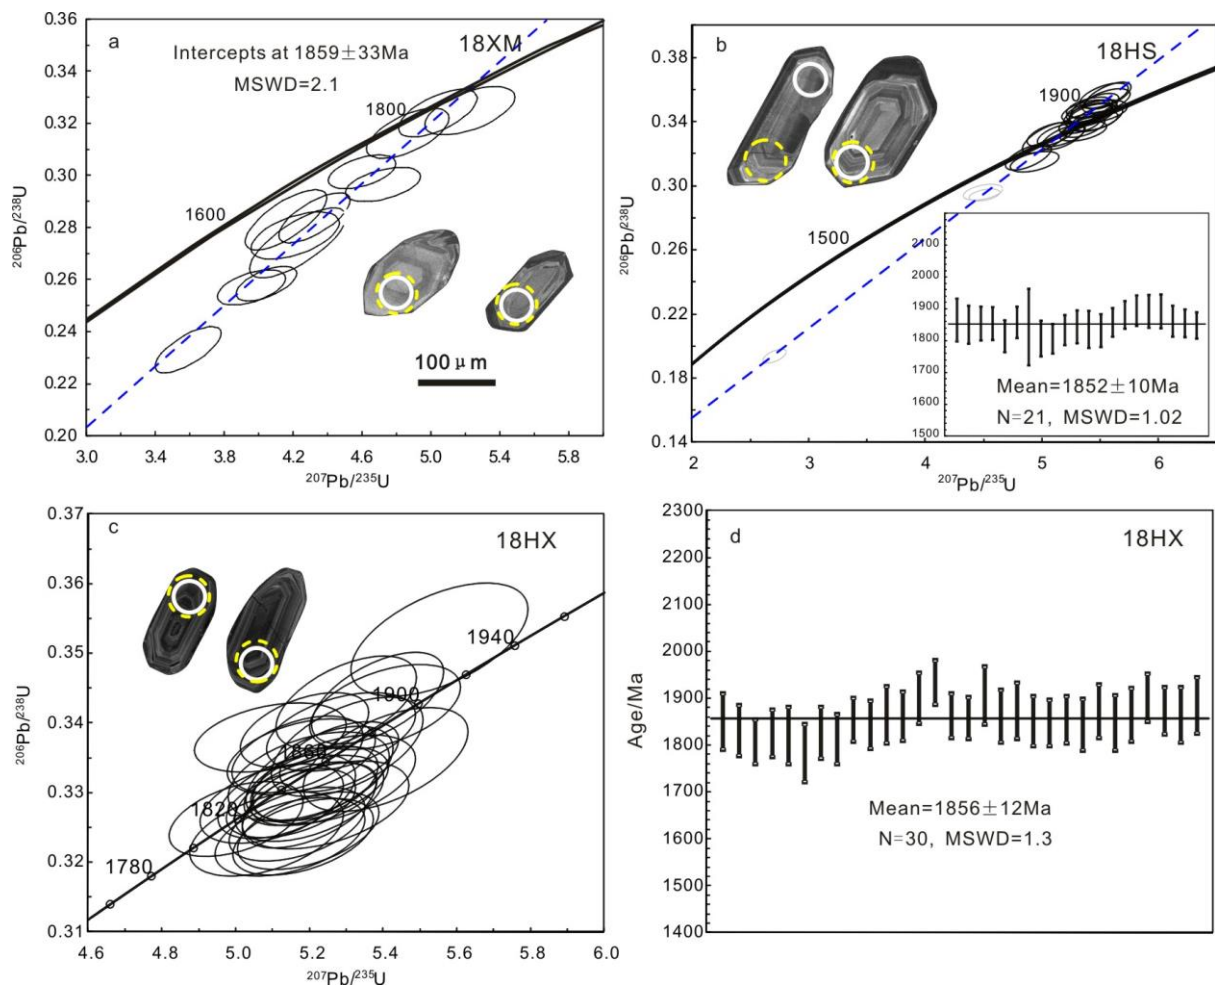 a
18XM
Intercepts at 1859±33Ma
MSWD=2.1
1800
1600
100μm
0.36
0.34
0.32
0.30
0.28
0.26
0.24
0.22
0.20
²⁰⁶Pb/²³⁸U
3.0 3.4 3.8 4.2 4.6 5.0 5.4 5.8
²⁰⁷Pb/²³⁵U
b
18HS
1900
1500
0.38
0.34
0.30
0.26
0.22
0.18
0.14
²⁰⁶Pb/²³⁸U
2 3 4 5 6
²⁰⁷Pb/²³⁵U
2100
2000
1900
1800
1700
1600
1500
Mean=1852±10Ma
N=21, MSWD=1.02
c
18HX
1940
1900
1860
1820
1780
0.37
0.36
0.35
0.34
0.33
0.32
0.31
²⁰⁶Pb/²³⁸U
4.6 4.8 5.0 5.2 5.4 5.6 5.8 6.0
²⁰⁷Pb/²³⁵U
d
18HX
2300
2200
2100
2000
1900
1800
1700
1600
1500
1400
Age/Ma
Mean=1856±12Ma
N=30, MSWD=1.3